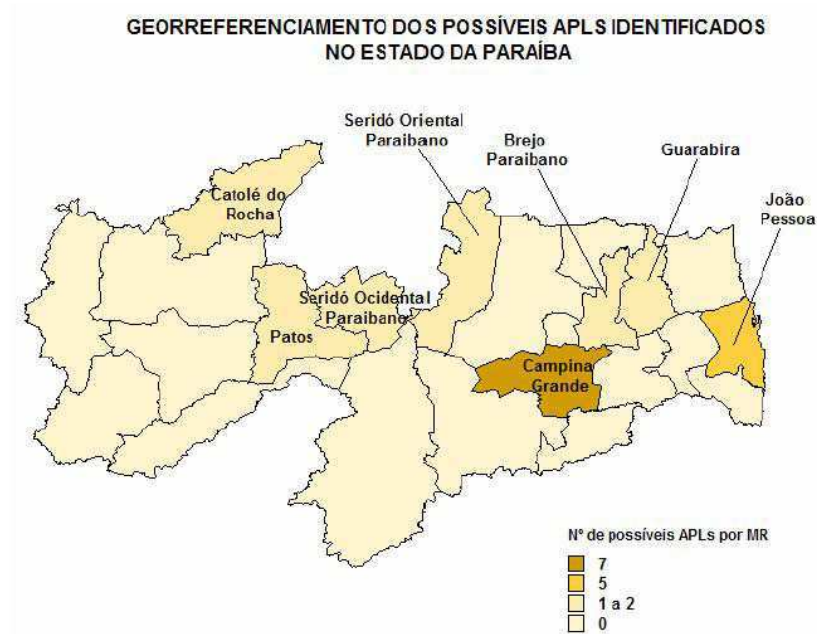 GEORREFERENCIAMENTO DOS POSSÍVEIS APLS IDENTIFICADOS
NO ESTADO DA PARAÍBA
Seridó Oriental
Paraibano
Brejo
Paraibano
Guarabira
João
Pessoa
Catolé do
Rocha
Seridó Ocidental
Paraibano
Patos
Campina
Grande
Nº de possíveis APLs por MR
7
5
1 a 2
0